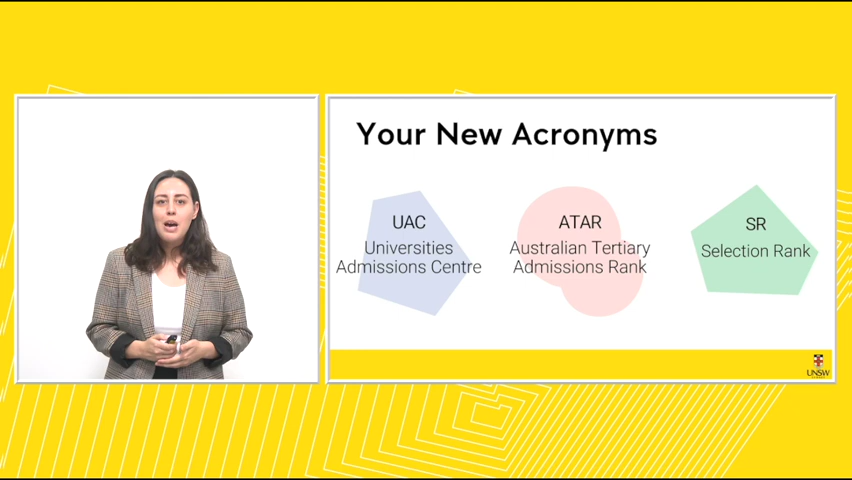 Your New Acronyms
UAC
Universities
Admissions Centre
ATAR
Australian Tertiary
Admissions Rank
SR
Selection Rank
UNSW